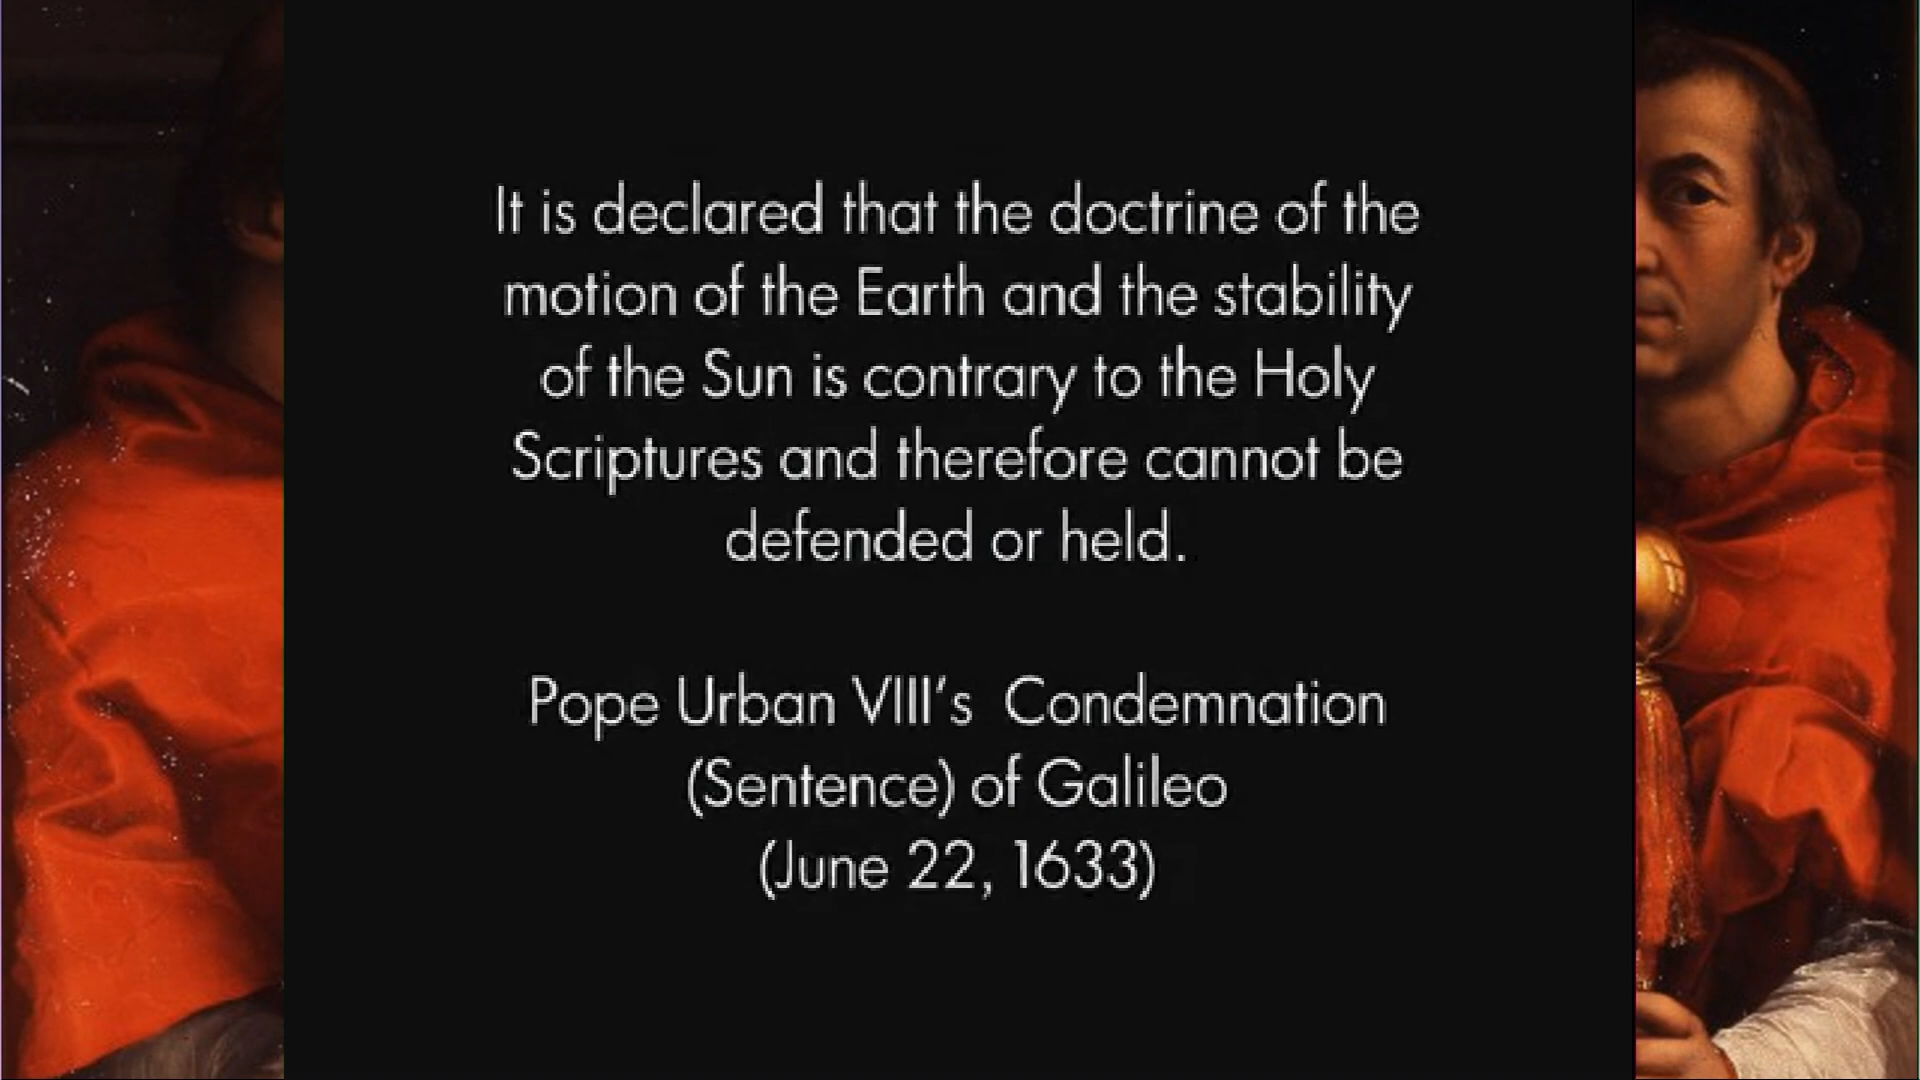 It is declared that the doctrine of the
motion of the Earth and the stability
of the Sun is contrary to the Holy
Scriptures and therefore cannot be
defended or held.
Pope Urban VIII's Condemnation
(Sentence) of Galileo
(June 22, 1633)